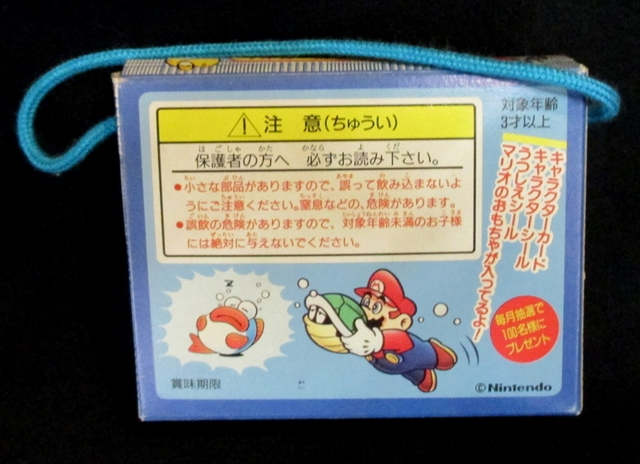 注 意(ちゅうい)
保護者の方へ 必ずお読み下さい。
●小さな部品がありますので、誤って飲み込まないよ
うにご注意ください。窒息などの、危険があります。
●誤飲の危険がありますので、対象年齢未満のお子様
には絶対に与えないでください。
対象年齢
3才以上
キャラクターカード
キャラクターシール
うつしえシール
マリオのおもちゃが入ってるよ!
毎月抽選で
100名様に
プレゼント
z
賞味期限
©Nintendo